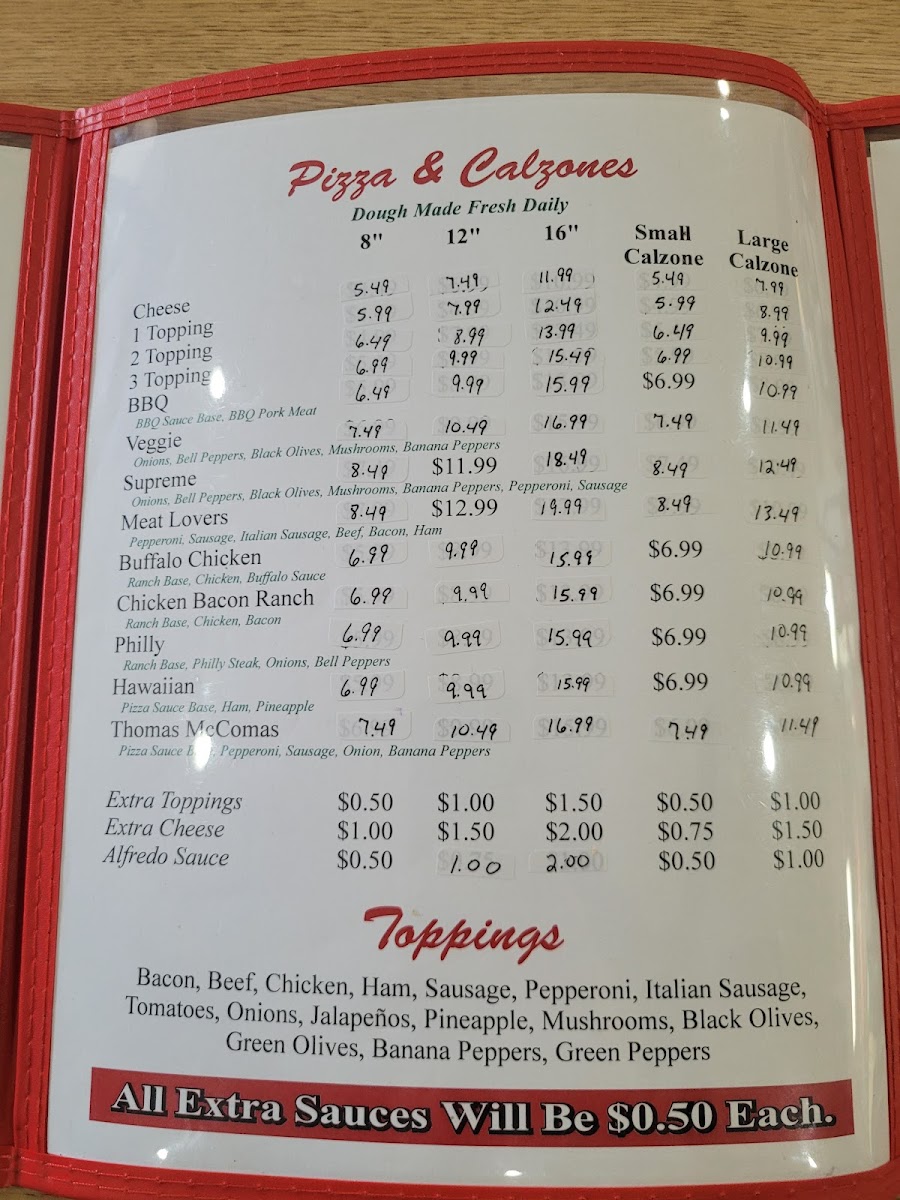 Pizza & Calzones
Dough Made Fresh Daily
8" 12" 16" Small Calzone Large Calzone
Cheese 5.49 7.49 11.99 5.49 7.99
1 Topping 5.99 7.99 12.49 5.99 8.99
2 Topping 6.49 8.99 13.99 6.49 9.99
3 Topping 6.99 9.99 15.49 6.99 10.99
BBQ 6.49 9.99 15.99 $6.99 10.99
BBQ Sauce Base, BBQ Pork Meat
Veggie 7.49 10.49 16.99 7.49 11.49
Onions, Bell Peppers, Black Olives, Mushrooms, Banana Peppers
Supreme 8.49 $11.99 18.49 8.49 12.49
Onions, Bell Peppers, Black Olives, Mushrooms, Banana Peppers, Pepperoni, Sausage
Meat Lovers 8.49 $12.99 19.99 8.49 13.49
Pepperoni, Sausage, Italian Sausage, Beef, Bacon, Ham
Buffalo Chicken 6.99 9.99 15.99 $6.99 10.99
Ranch Base, Chicken, Buffalo Sauce
Chicken Bacon Ranch 6.99 9.99 15.99 $6.99 10.99
Ranch Base, Chicken, Bacon
Philly 6.99 9.99 15.99 $6.99 10.99
Ranch Base, Philly Steak, Onions, Bell Peppers
Hawaiian 6.99 9.99 15.99 $6.99 10.99
Pizza Sauce Base, Ham, Pineapple
Thomas McComas 7.49 10.49 16.99 7.49 11.49
Pizza Sauce Pepperoni, Sausage, Onion, Banana Peppers
Extra Toppings $0.50 $1.00 $1.50 $0.50 $1.00
Extra Cheese $1.00 $1.50 $2.00 $0.75 $1.50
Alfredo Sauce $0.50 1.00 2.00 $0.50 $1.00
Toppings
Bacon, Beef, Chicken, Ham, Sausage, Pepperoni, Italian Sausage,
Tomatoes, Onions, Jalapeños, Pineapple, Mushrooms, Black Olives,
Green Olives, Banana Peppers, Green Peppers
All Extra Sauces Will Be $0.50 Each.